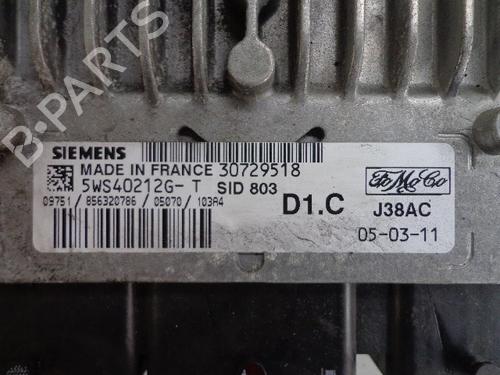 B-PARTS
SIEMENS
MADE IN FRANCE 30729518
5WS40212G- T SID 803
09751 / 856320786 / 05070 / 103A4
D1.C
FoMoCo
J38AC
05-03-11